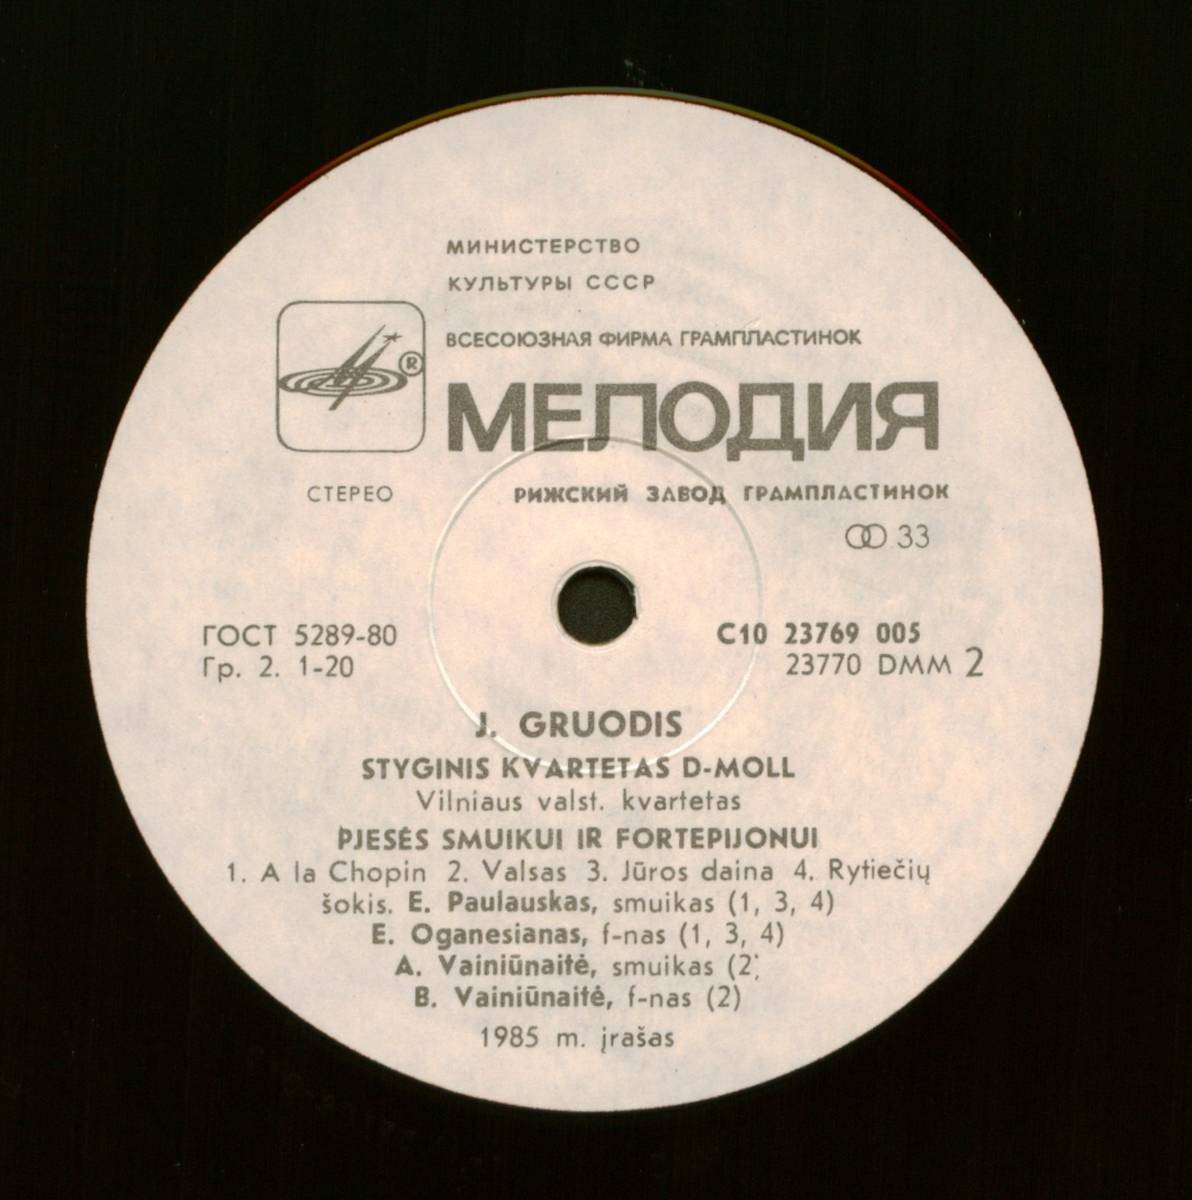 МИНИСТЕРСТВО
КУЛЬТУРЫ СССР
ВСЕСОЮЗНАЯ ФИРМА ГРАМПЛАСТИНОК
®
МЕЛОДИЯ
СТЕРЕО
РИЖСКИЙ ЗАВОД ГРАМПЛАСТИНОК
33
ГОСТ 5289-80
Гр. 2. 1-20
С10 23769 005
23770 DMM 2
J. GRUODIS
STYGINIS KVARTETAS D-MOLL
Vilniaus valst. kvartetas
PJESĖS SMUIKUI IR FORTEPIJONUI
1. A la Chopin 2. Valsas 3. Jūros daina 4. Rytiečių
šokis. E. Paulauskas, smuikas (1, 3, 4)
E. Oganesianas, f-nas (1, 3, 4)
A. Vainiūnaitė, smuikas (2)
B. Vainiūnaitė, f-nas (2)
1985 m. įrašas